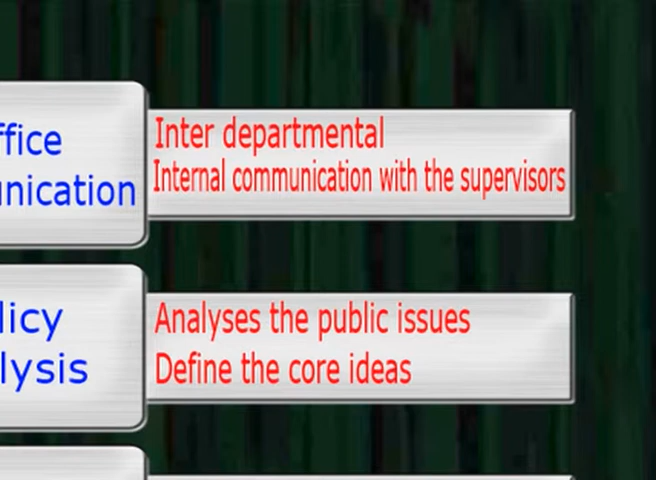 ffice
unication
Inter departmental
Internal communication with the supervisors
licy
lysis
Analyses the public issues
Define the core ideas